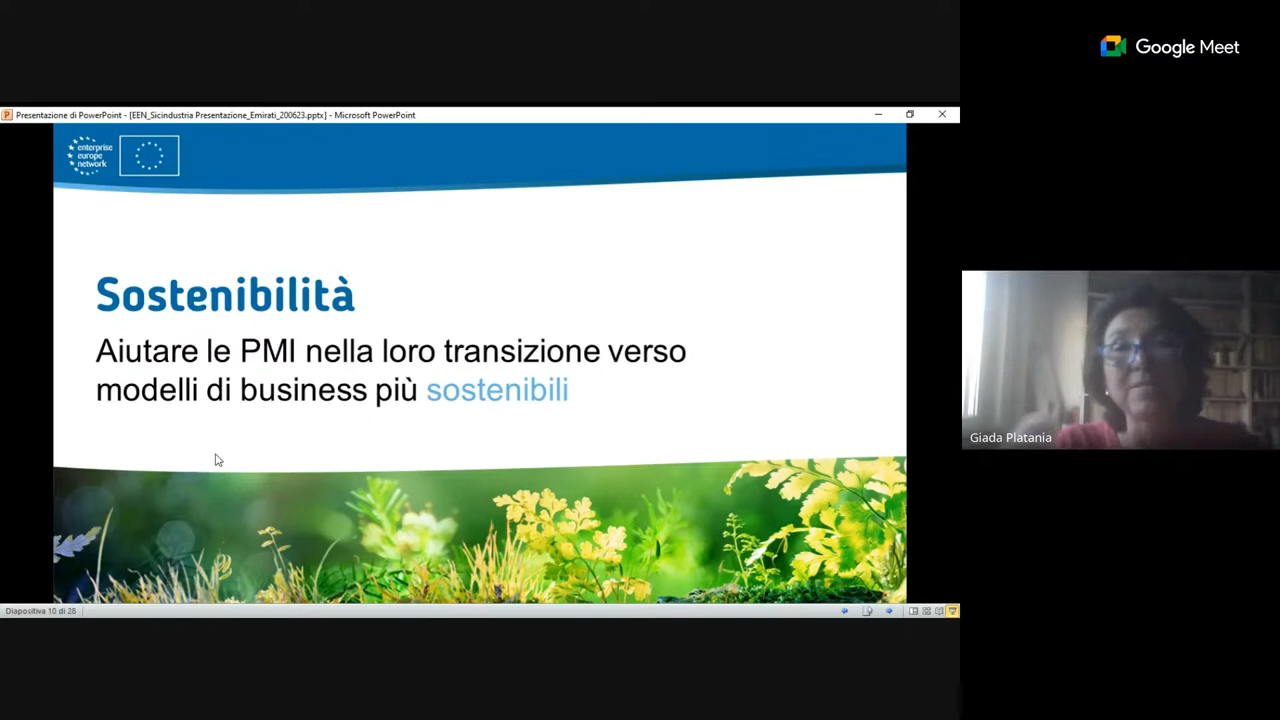 Google Meet
Presentazione di PowerPoint - [EEN_Sicindustria Presentazione_Emirati_200623.pptx] - Microsoft PowerPoint
enterprise
europe
network
Sostenibilità
Aiutare le PMI nella loro transizione verso
modelli di business più sostenibili
Giada Platania
Diapositiva 10 di 28